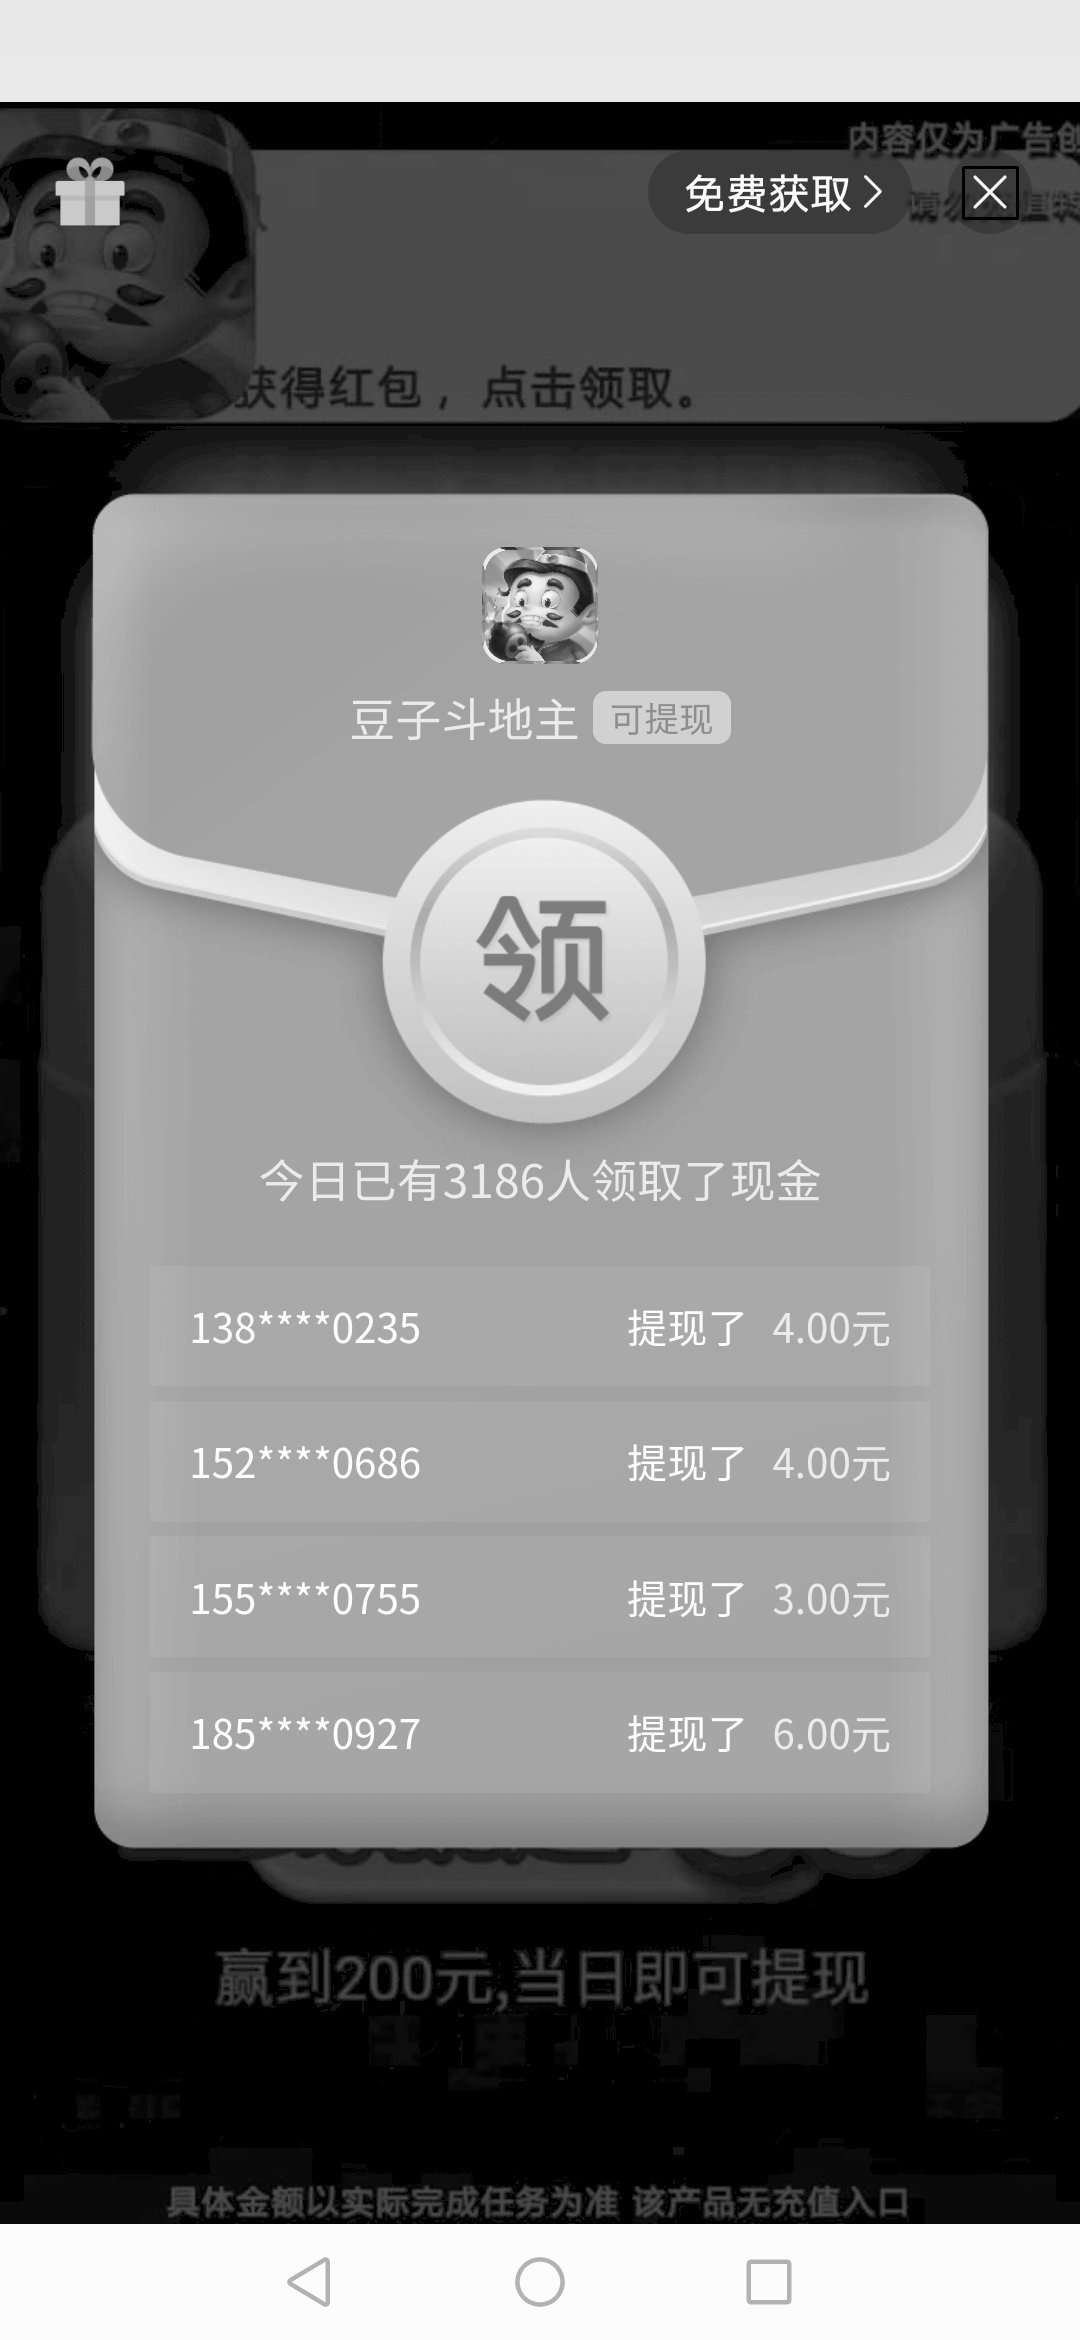 内容仅为广告创
免费获取
请勿
获得红包，点击领取。
豆子斗地主 可提现
领
今日已有3186人领取了现金
138****0235 提现了 4.00元
152****0686 提现了 4.00元
155****0755 提现了 3.00元
185****0927 提现了 6.00元
赢到200元,当日即可提现
具体金额以实际完成任务为准 该产品无充值入口